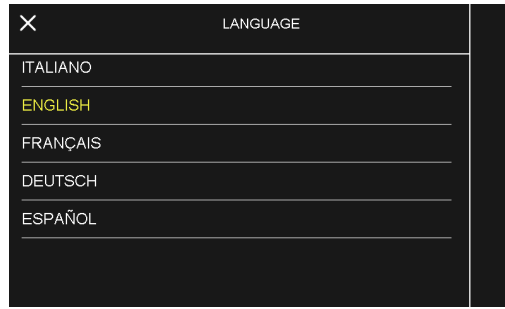 LANGUAGE
ITALIANO
ENGLISH
FRANÇAIS
DEUTSCH
ESPAÑOL